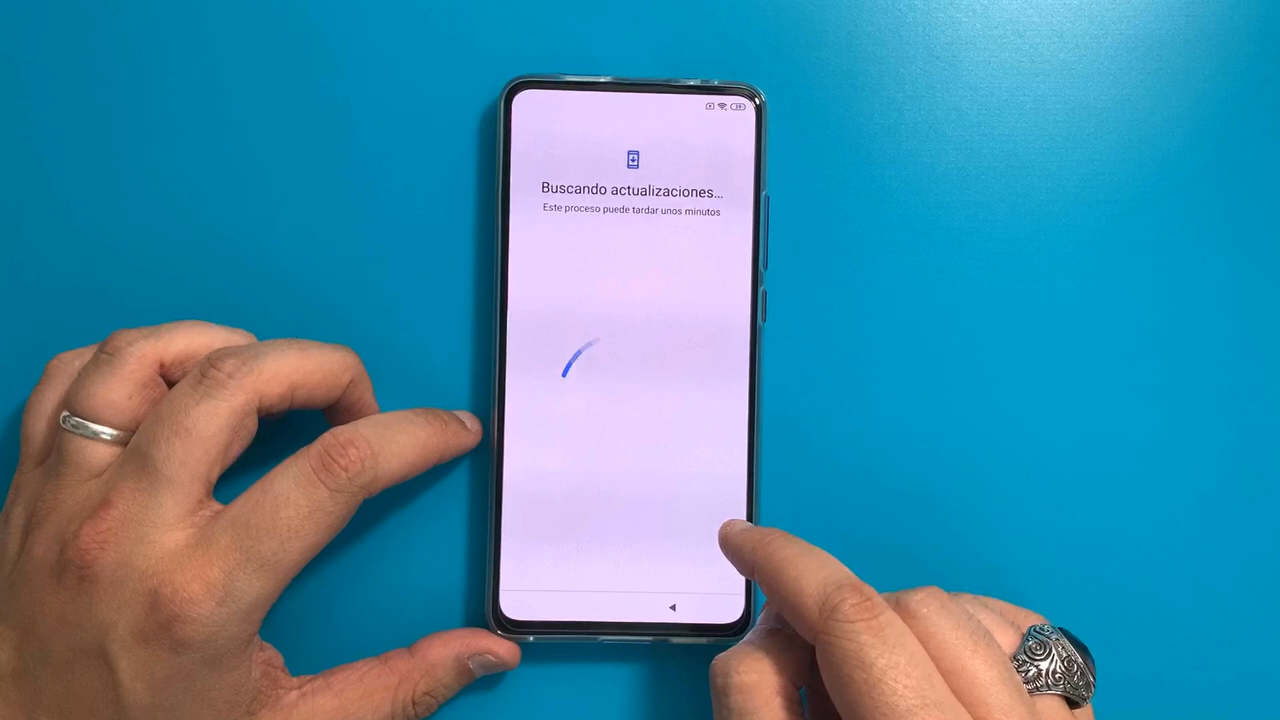 Buscando actualizaciones...
Este proceso puede tardar unos minutos